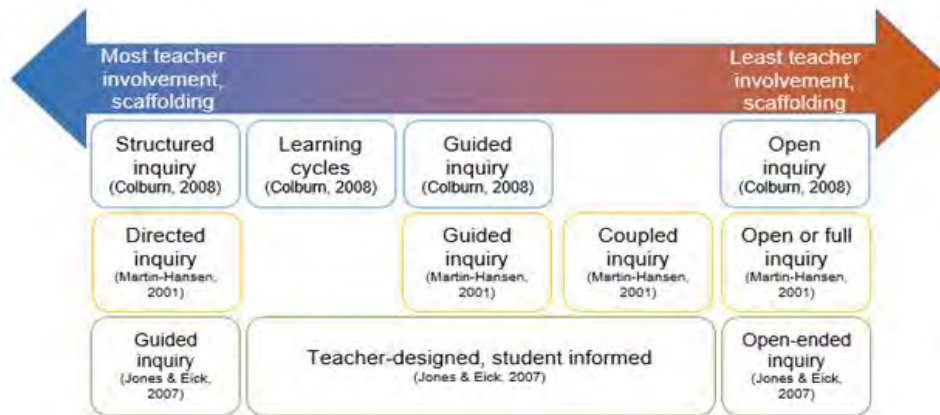 Most teacher
involvement,
scaffolding
Least teacher
involvement,
scaffolding
Structured
inquiry
(Colburn, 2008)
Learning
cycles
(Colburn, 2008)
Guided
inquiry
(Colburn, 2008)
Open
inquiry
(Colburn, 2008)
Directed
inquiry
(Martin-Hansen,
2001)
Guided
inquiry
(Martin-Hansen,
2001)
Coupled
inquiry
(Martin-Hansen,
2001)
Open or full
inquiry
(Martin-Hansen,
2001)
Guided
inquiry
(Jones & Eick,
2007)
Teacher-designed, student informed
(Jones & Eick, 2007)
Open-ended
inquiry
(Jones & Eick,
2007)